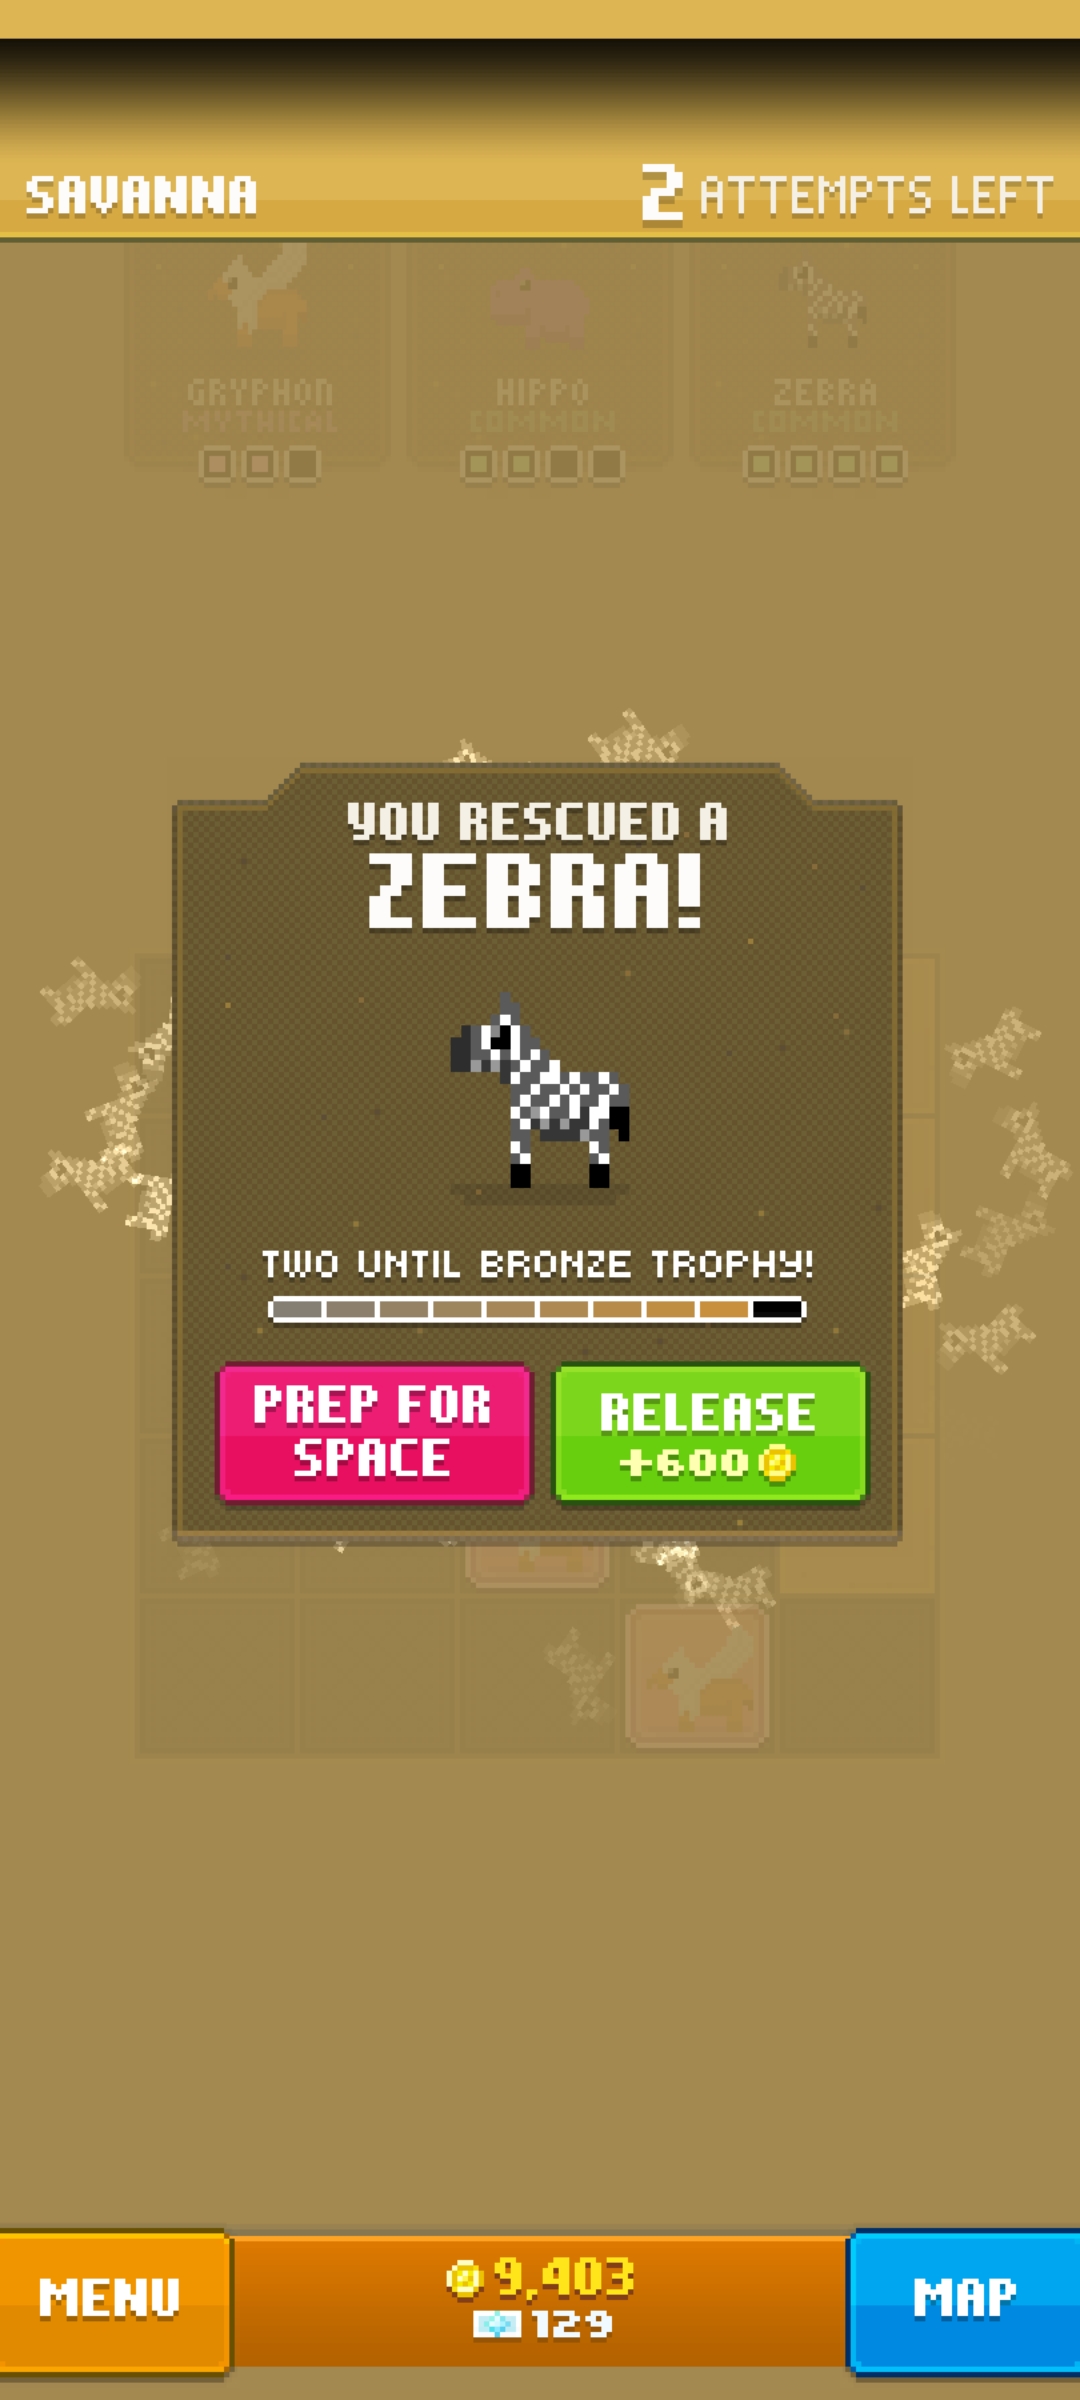 SAVANNA
2 ATTEMPTS LEFT
GRYPHON
MYTHICAL
HIPPO
COMMON
ZEBRA
COMMON
YOU RESCUED A
ZEBRA!
TWO UNTIL BRONZE TROPHY!
PREP FOR
SPACE
RELEASE
+600
MENU
9,403
129
MAP